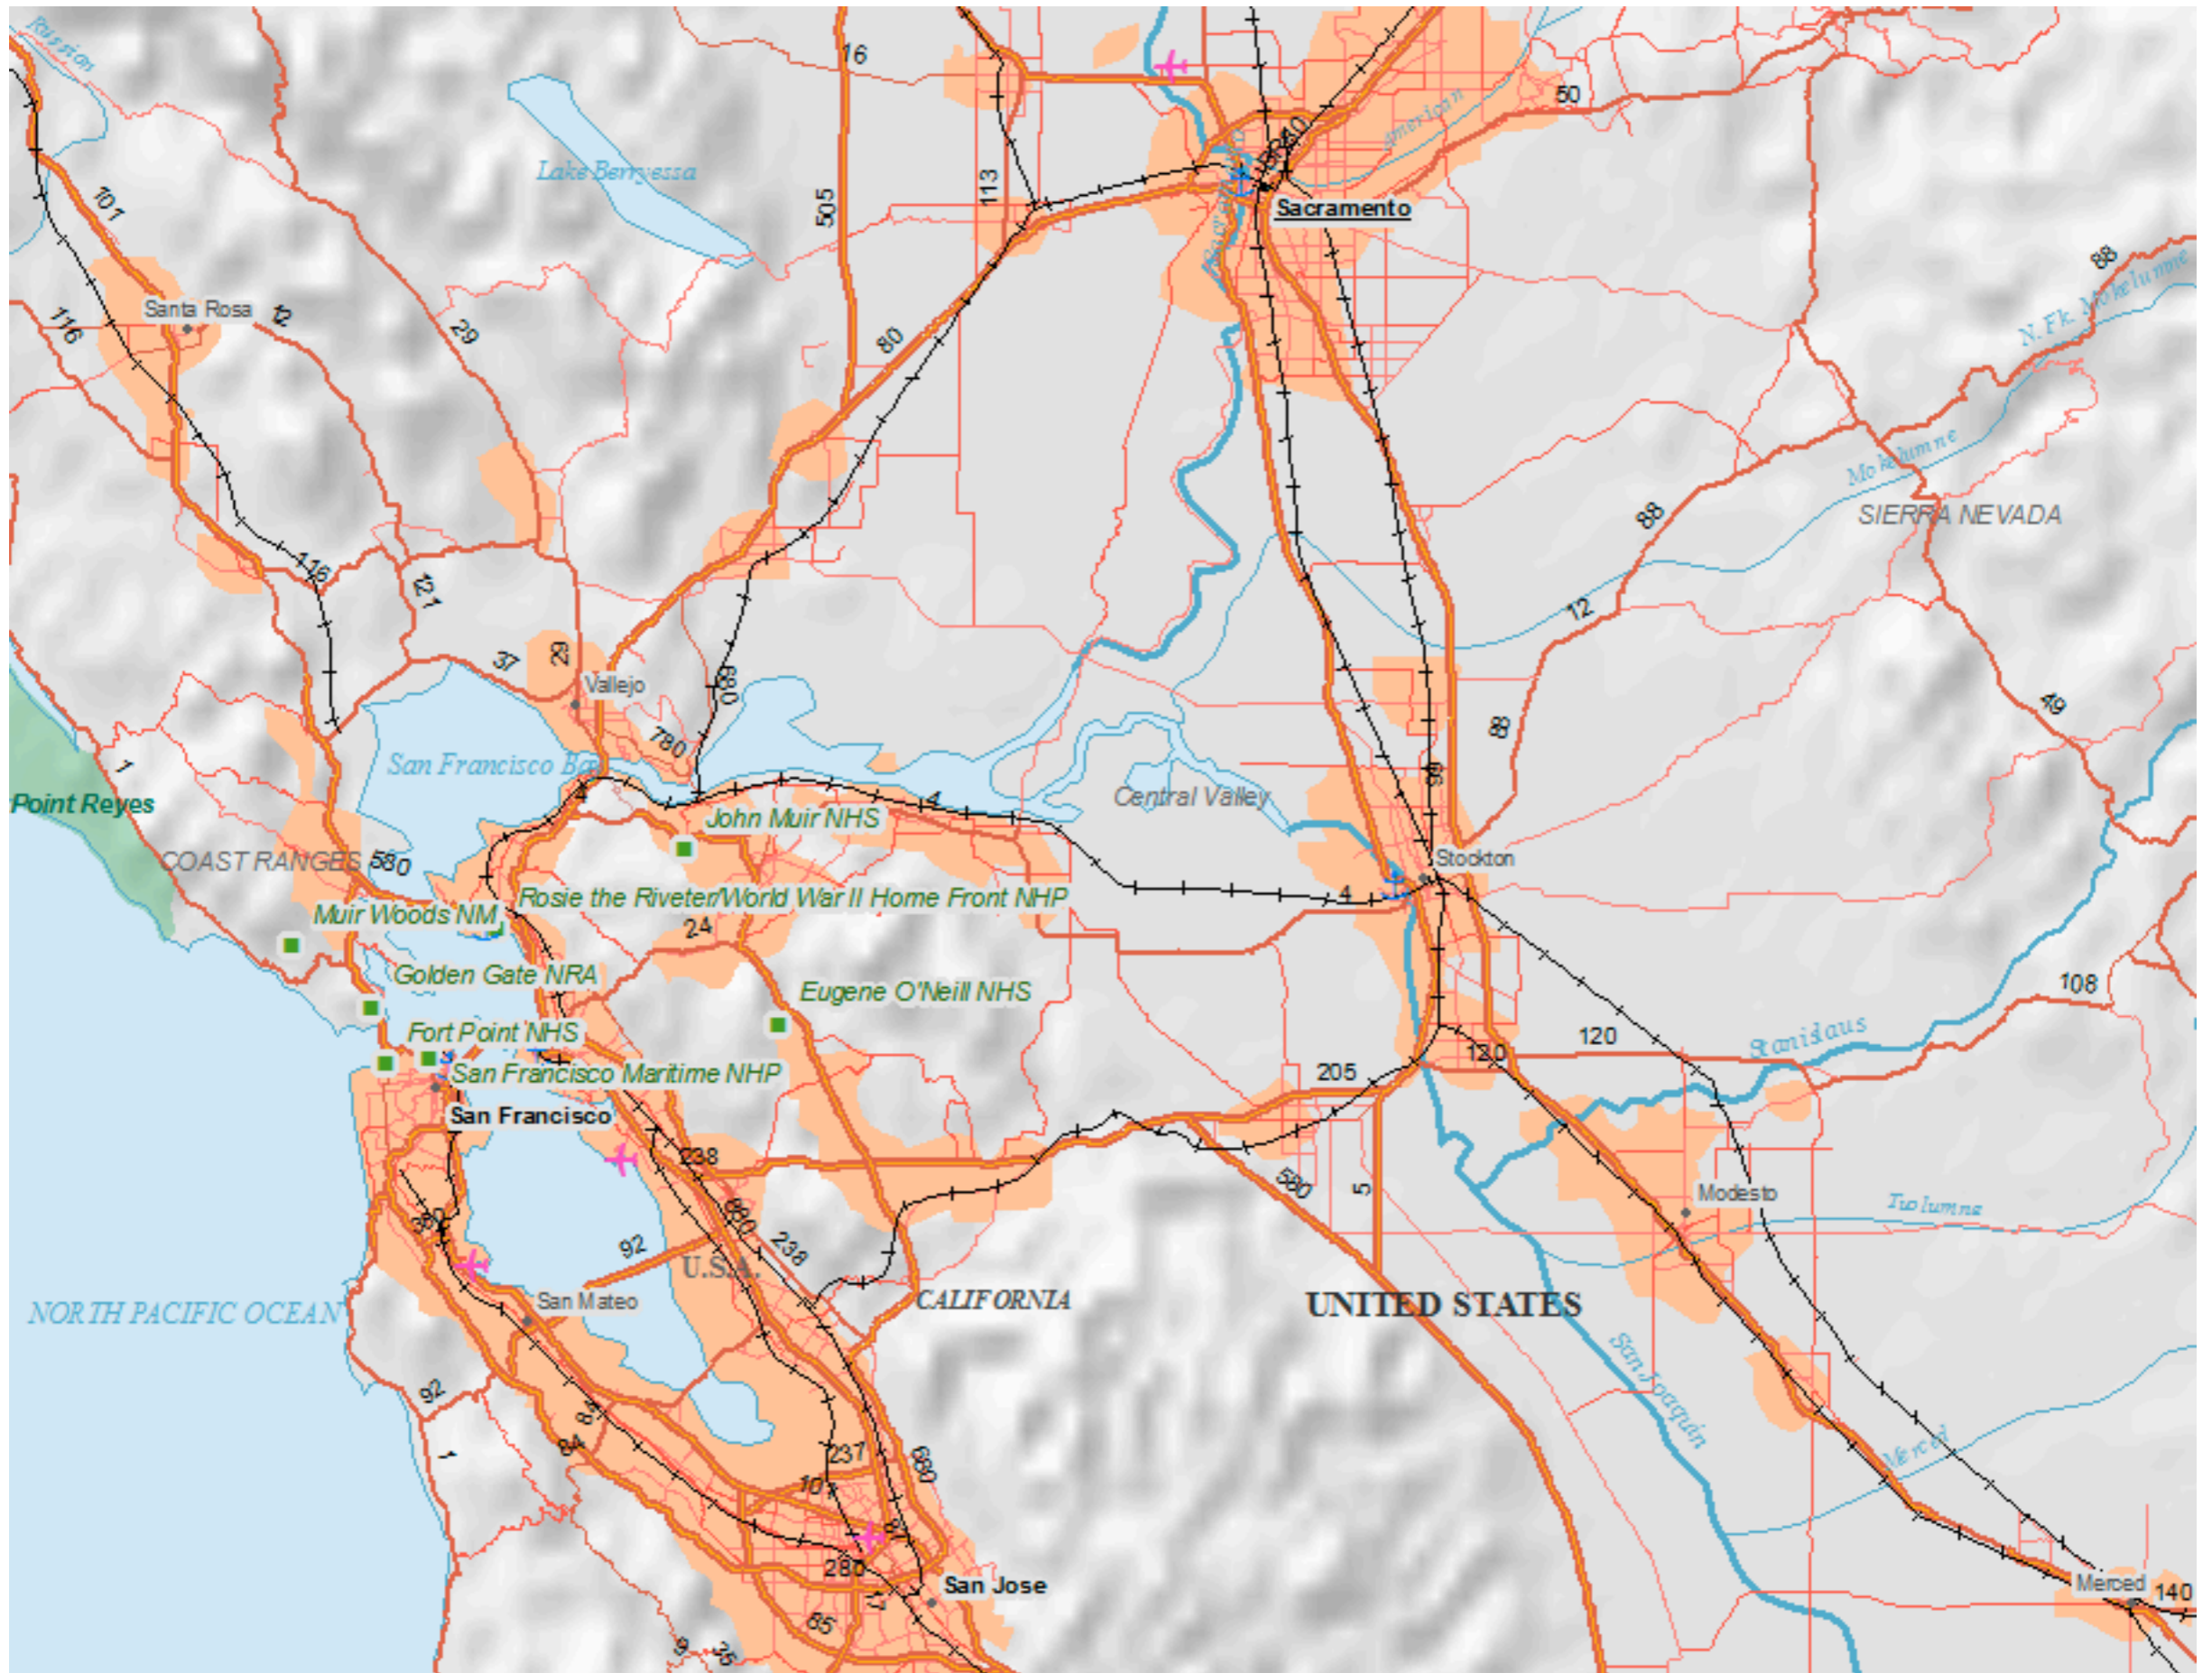 Russion
16
50
American
Lake Berryessa
101
505
113
Sacramento
Sacramento
88
N. Fk. Mokelumne
Santa Rosa
12
116
29
80
Mokelumne
88
SIERRA NEVADA
116
121
12
37
29
Vallejo
680
780
88
49
1
San Francisco Bay
Point Reyes
4
4
Central Valley
99
John Muir NHS
COAST RANGES
580
Stockton
4
Rosie the Riveter/World War II Home Front NHP
Muir Woods NM
24
Golden Gate NRA
Eugene O'Neill NHS
108
Fort Point NHS
120
120
Stanislaus
San Francisco Maritime NHP
205
San Francisco
238
580
5
Modesto
Tuolumne
380
880
238
92
U.S.A.
NORTH PACIFIC OCEAN
San Mateo
CALIFORNIA
UNITED STATES
San Joaquin
92
84
84
1
237
680
Merced
101
87
280
17
San Jose
Merced
140
85
9
35